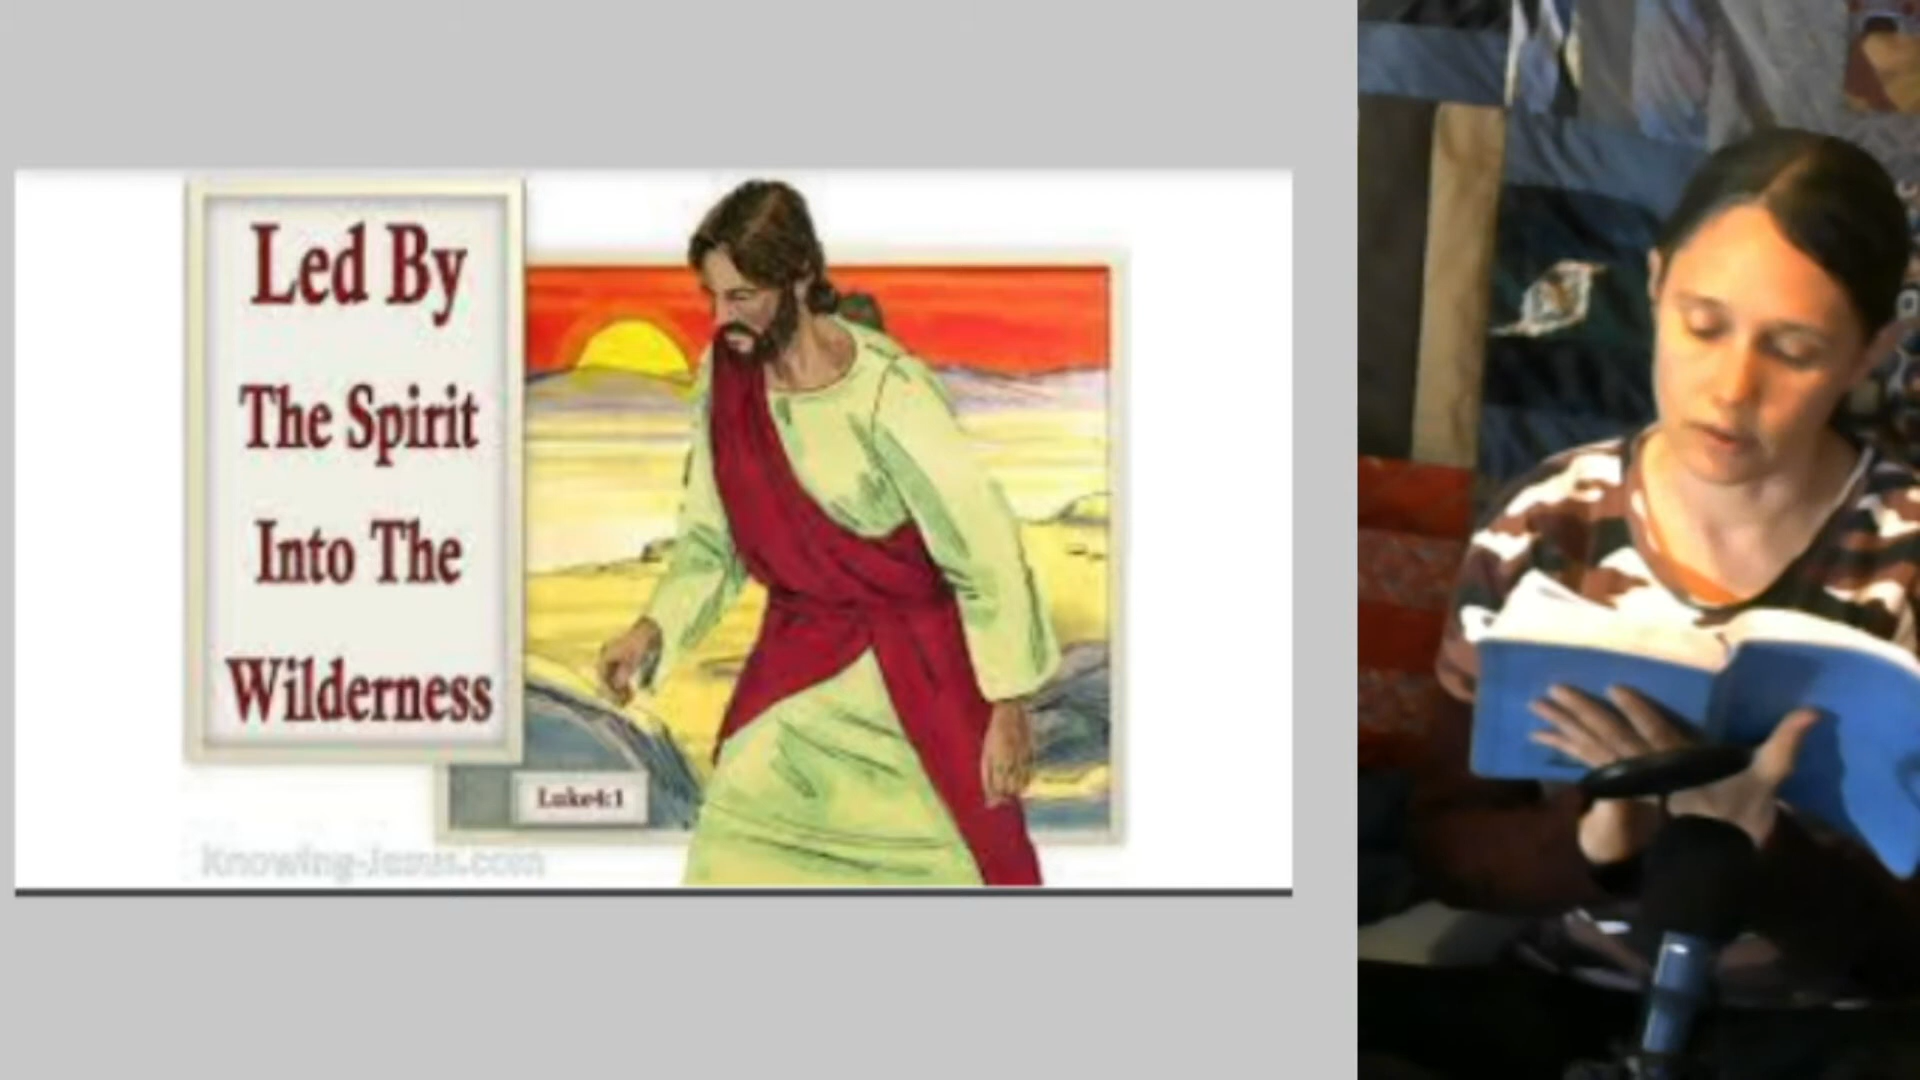 Led By
The Spirit
Into The
Wilderness
Luke4:1
Knowing-Jesus.com